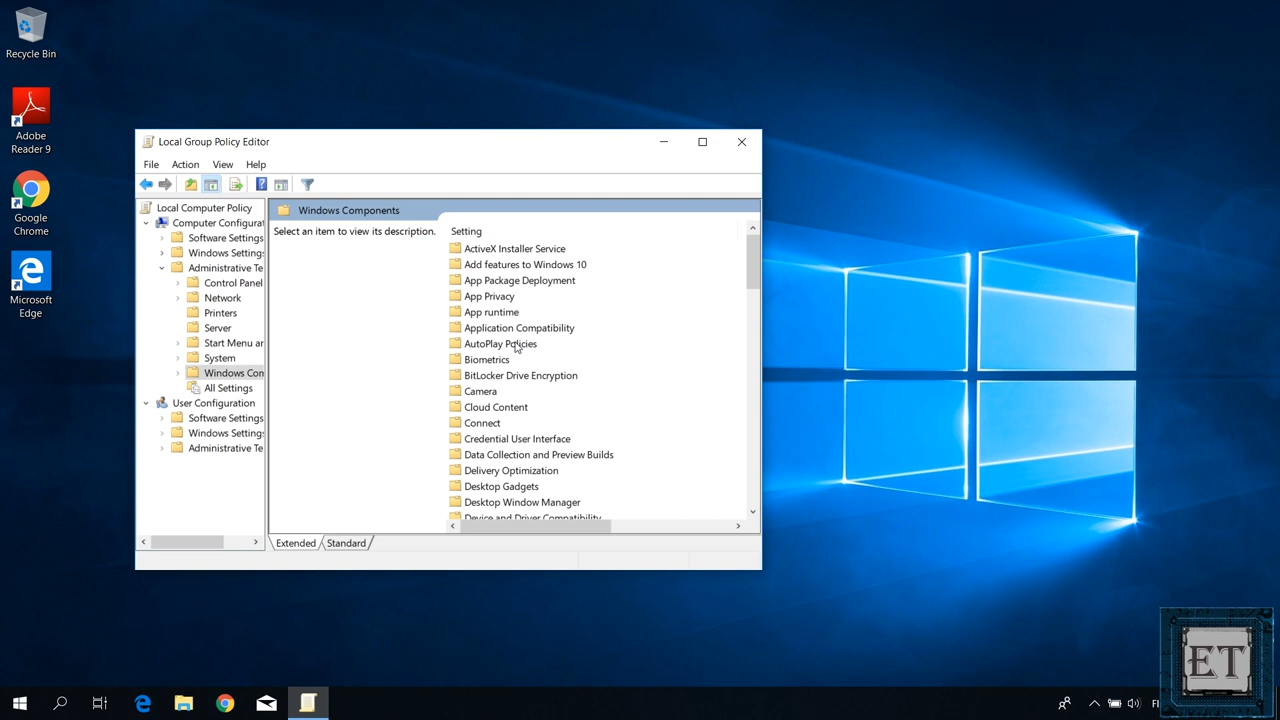 Recycle Bin
Adobe
Reader 9
Google
Chrome
Microsoft
Edge
Local Group Policy Editor
File Action View Help
Local Computer Policy
Computer Configurat
Software Settings
Windows Setting
Administrative Te
Control Panel
Network
Printers
Server
Start Menu ar
System
Windows Con
All Settings
User Configuration
Software Settings
Windows Setting
Administrative Te
Windows Components
Select an item to view its description.
Setting
ActiveX Installer Service
Add features to Windows 10
App Package Deployment
App Privacy
App runtime
Application Compatibility
AutoPlay Policies
Biometrics
BitLocker Drive Encryption
Camera
Cloud Content
Connect
Credential User Interface
Data Collection and Preview Builds
Delivery Optimization
Desktop Gadgets
Desktop Window Manager
Device and Driver Compatibility
Extended Standard
FI
ET